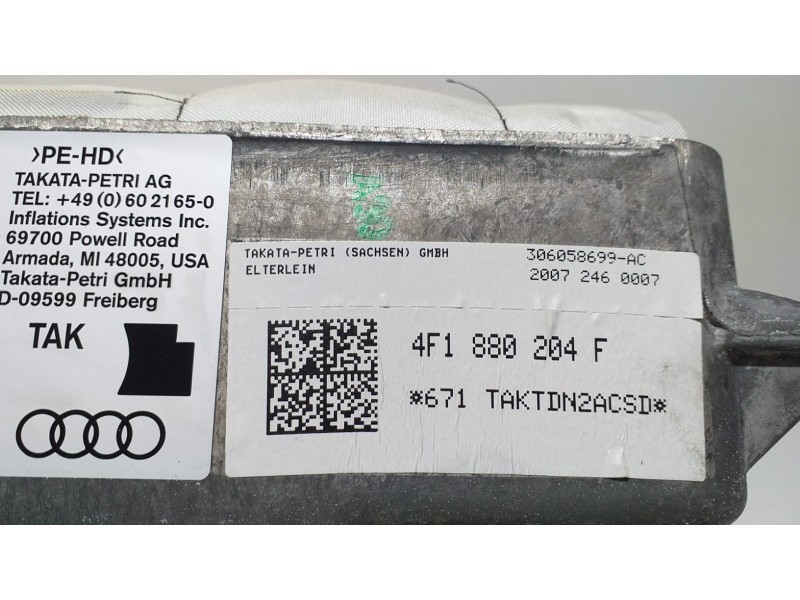 >PE-HD<
TAKATA-PETRI AG
TEL: +49(0)60 21 65-0
Inflations Systems Inc.
69700 Powell Road
Armada, MI 48005, USA
Takata-Petri GmbH
D-09599 Freiberg
TAK
TAKATA-PETRI (SACHSEN) GMBH
ELTERLEIN
306058699-AC
2007 246 0007
4F1 880 204 F
*671 TAKTDN2ACSD*